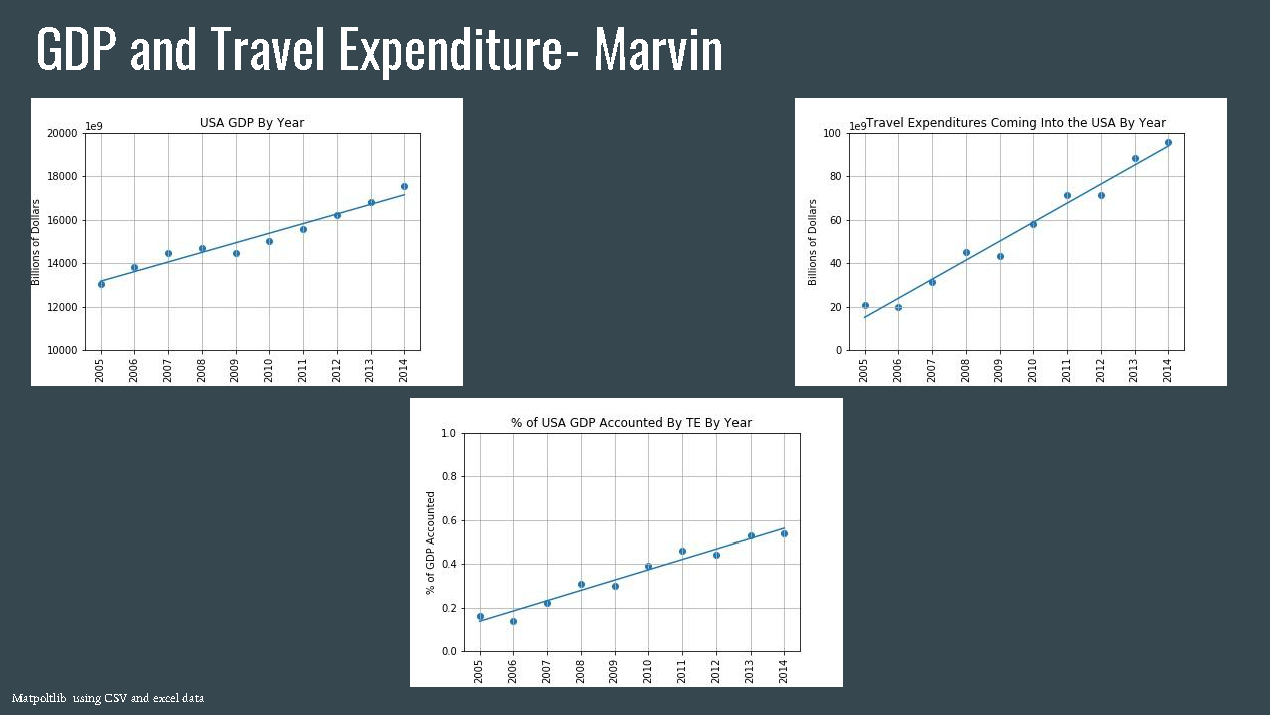 GDP and Travel Expenditure- Marvin
USA GDP By Year
1e9
20000
18000
16000
14000
12000
10000
Billions of Dollars
2005 2006 2007 2008 2009 2010 2011 2012 2013 2014
Travel Expenditures Coming Into the USA By Year
1e9
100
80
60
40
20
0
Billions of Dollars
2005 2006 2007 2008 2009 2010 2011 2012 2013 2014
% of USA GDP Accounted By TE By Year
1.0
0.8
0.6
0.4
0.2
0.0
% of GDP Accounted
2005 2006 2007 2008 2009 2010 2011 2012 2013 2014
Matpoltlib using CSV and excel data